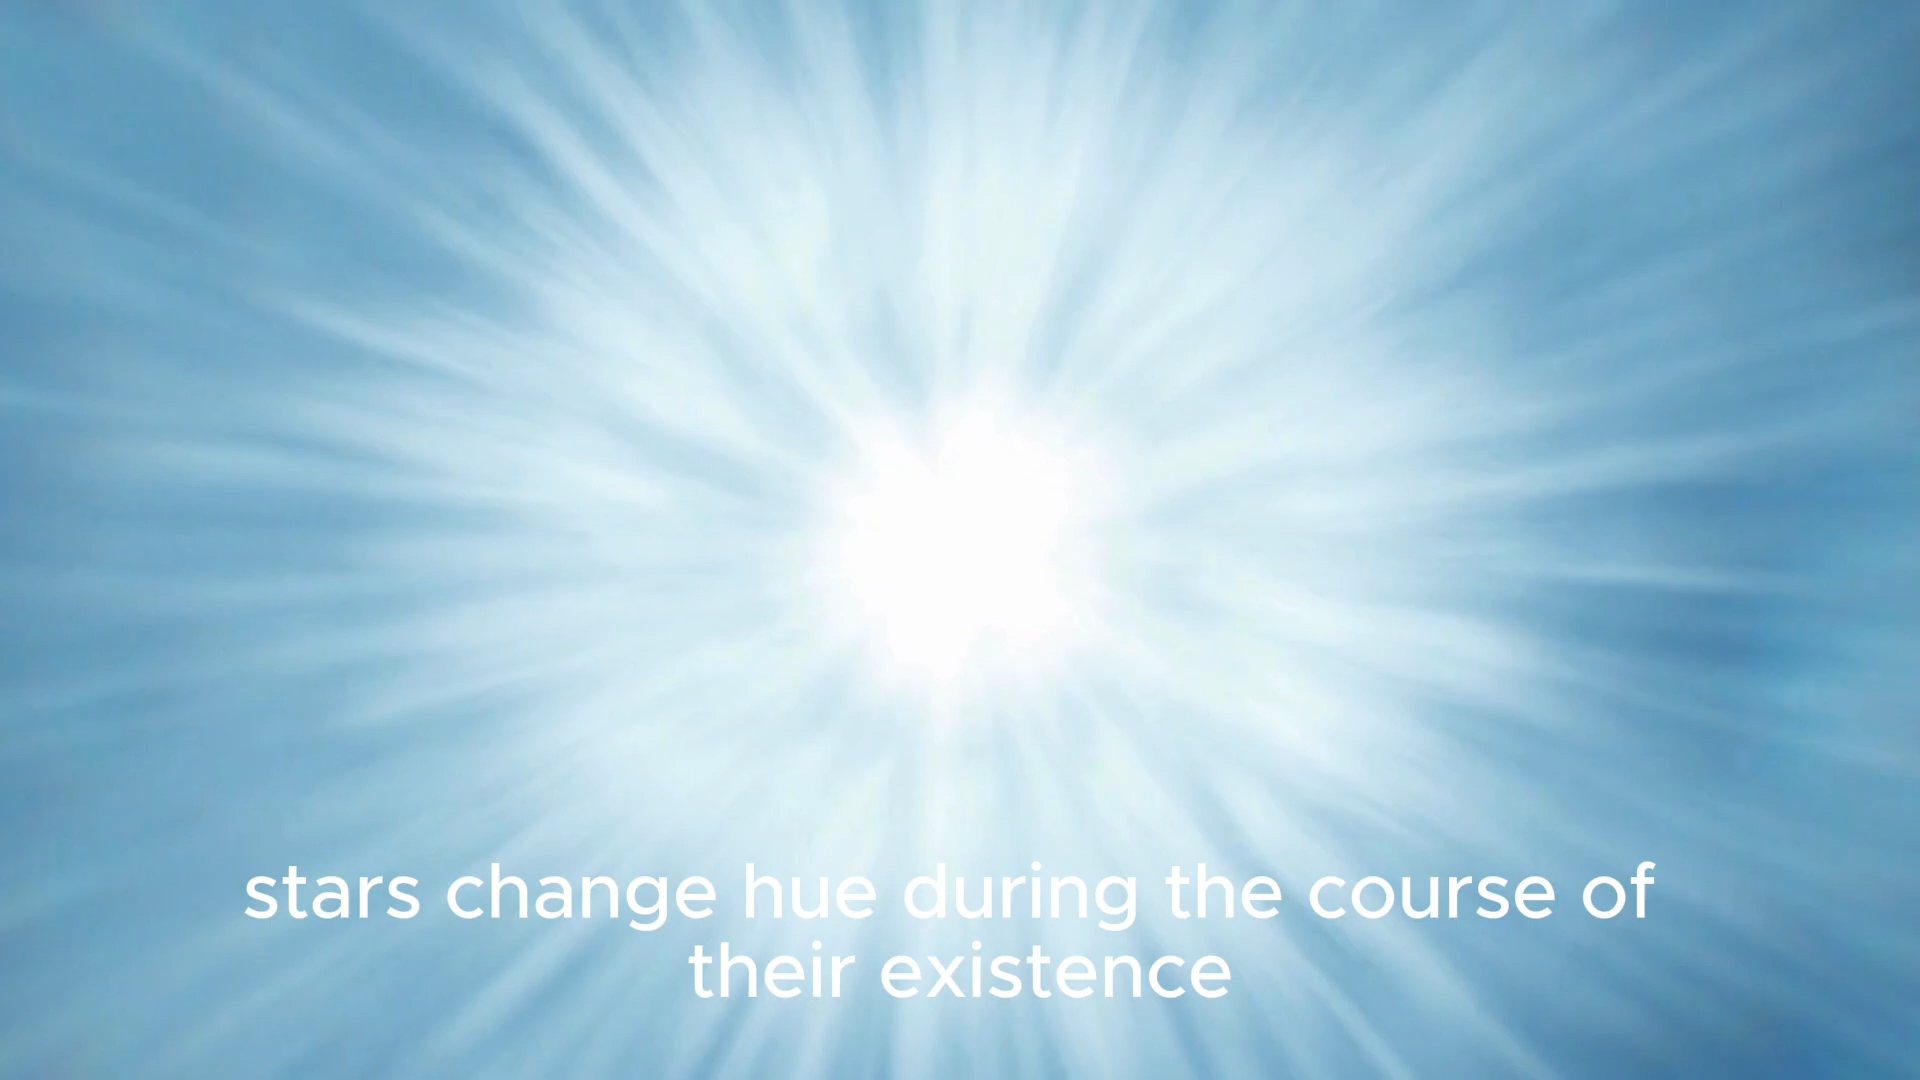 stars change hue during the course of
their existence